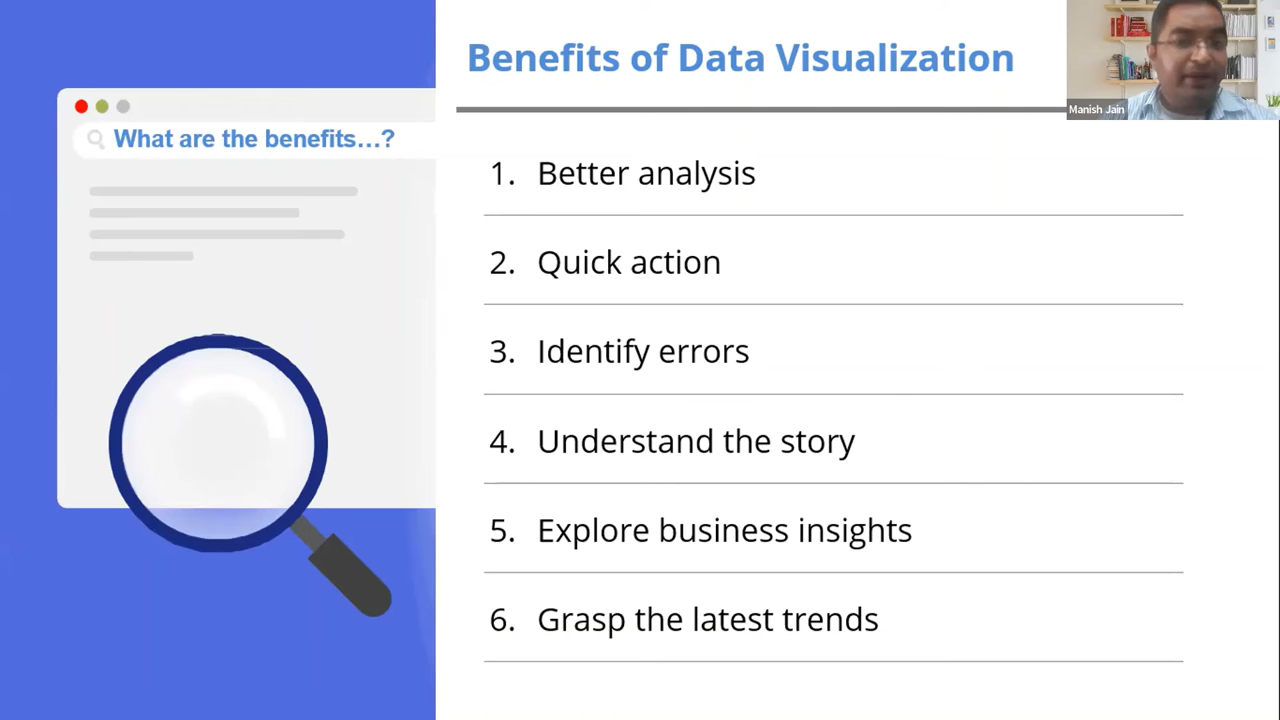 Benefits of Data Visualization
Manish Jain
What are the benefits...?
1. Better analysis
2. Quick action
3. Identify errors
4. Understand the story
5. Explore business insights
6. Grasp the latest trends